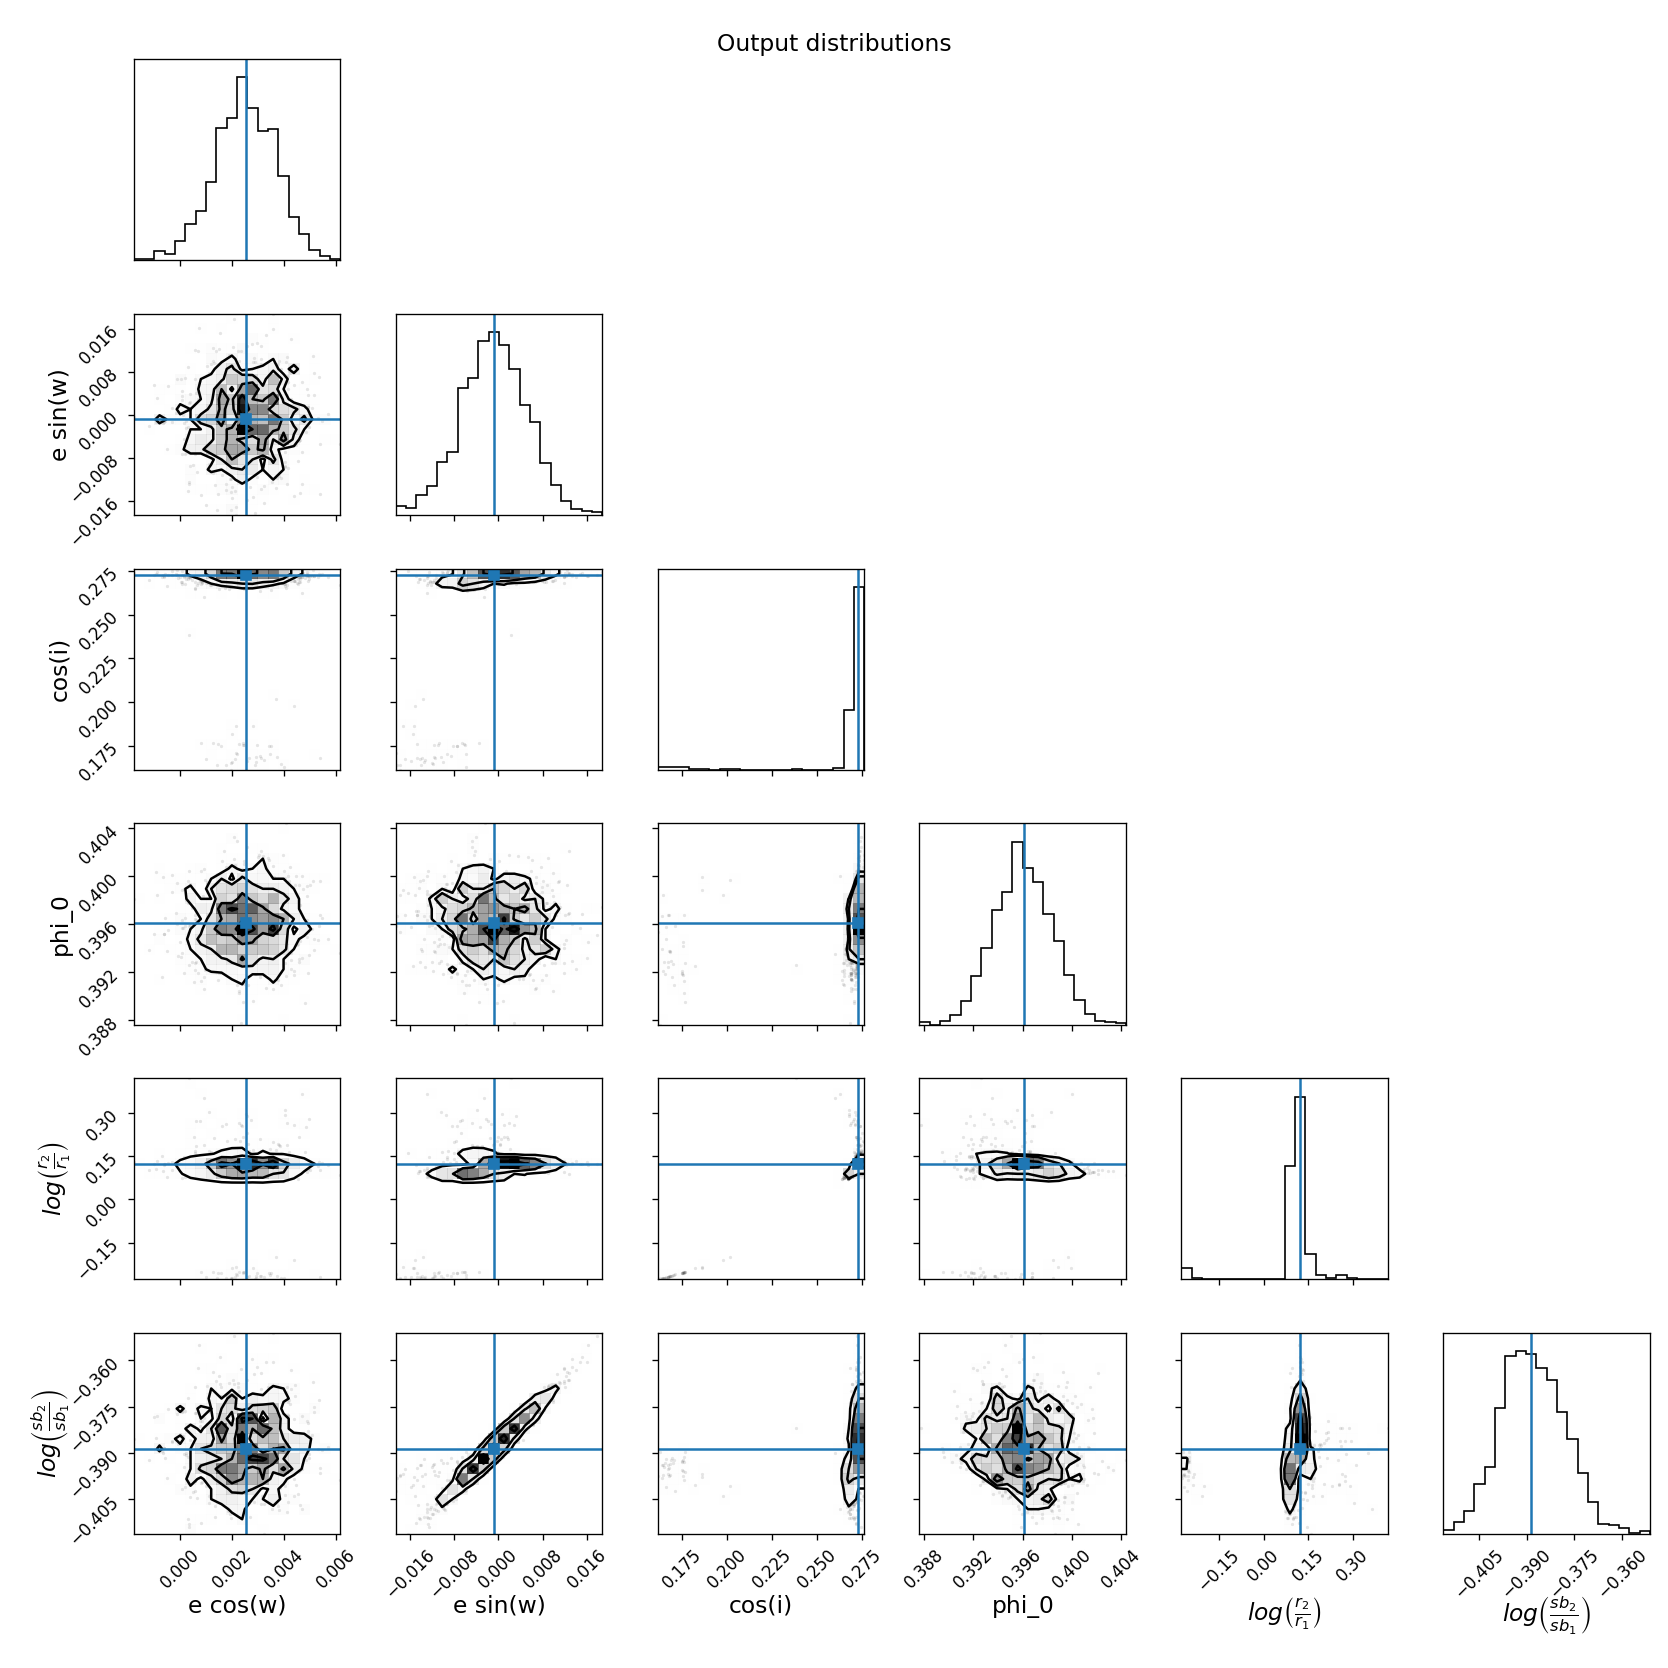 Output distributions
e sin(w)
0.016
0.008
0.000
−0.008
−0.016
cos(i)
0.275
0.250
0.225
0.200
0.175
phi_0
0.404
0.400
0.396
0.392
0.388
log(r2/r1)
0.30
0.15
0.00
−0.15
log(sb2/sb1)
−0.360
−0.375
−0.390
−0.405
0.000 0.002 0.004 0.006
−0.016 −0.008 0.000 0.008 0.016
0.175 0.200 0.225 0.250 0.275
0.388 0.392 0.396 0.400 0.404
−0.15 0.00 0.15 0.30
−0.405 −0.390 −0.375 −0.360
e cos(w)
e sin(w)
cos(i)
phi_0
log(r2/r1)
log(sb2/sb1)